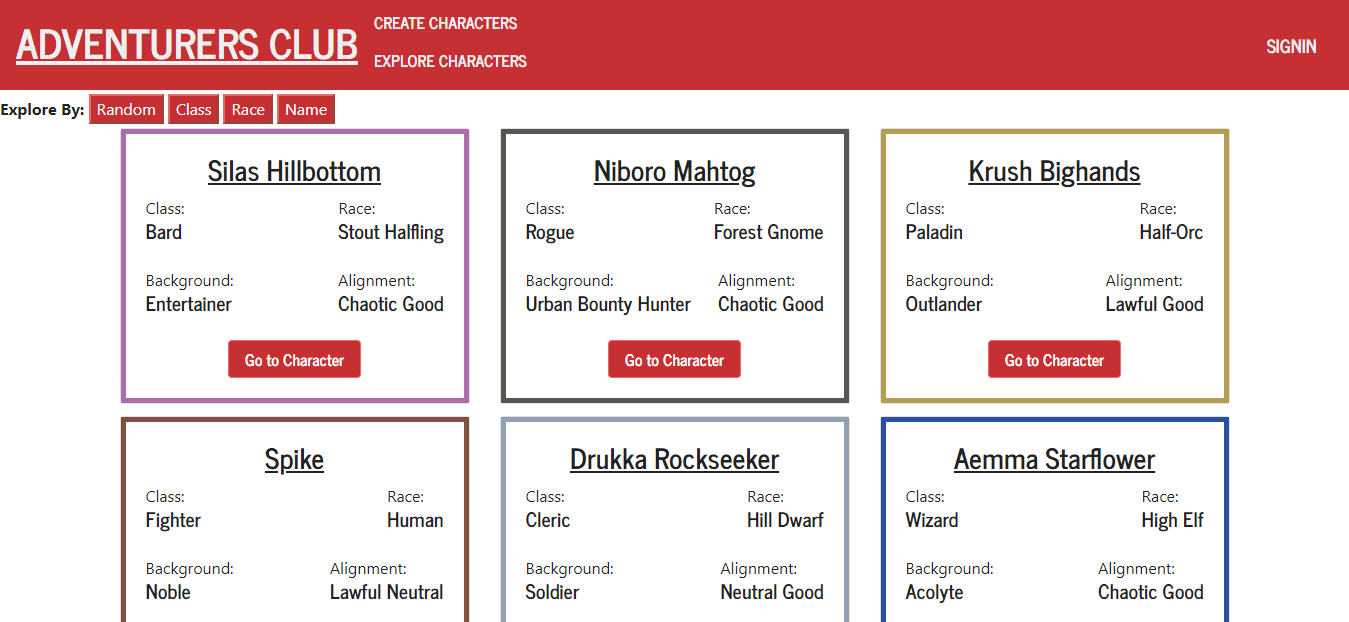 ADVENTURERS CLUB
CREATE CHARACTERS
EXPLORE CHARACTERS
SIGNIN
Explore By: Random Class Race Name
Silas Hillbottom
Class: Race:
Bard Stout Halfling
Background: Alignment:
Entertainer Chaotic Good
Go to Character
Niboro Mahtog
Class: Race:
Rogue Forest Gnome
Background: Alignment:
Urban Bounty Hunter Chaotic Good
Go to Character
Krush Bighands
Class: Race:
Paladin Half-Orc
Background: Alignment:
Outlander Lawful Good
Go to Character
Spike
Class: Race:
Fighter Human
Background: Alignment:
Noble Lawful Neutral
Drukka Rockseeker
Class: Race:
Cleric Hill Dwarf
Background: Alignment:
Soldier Neutral Good
Aemma Starflower
Class: Race:
Wizard High Elf
Background: Alignment:
Acolyte Chaotic Good